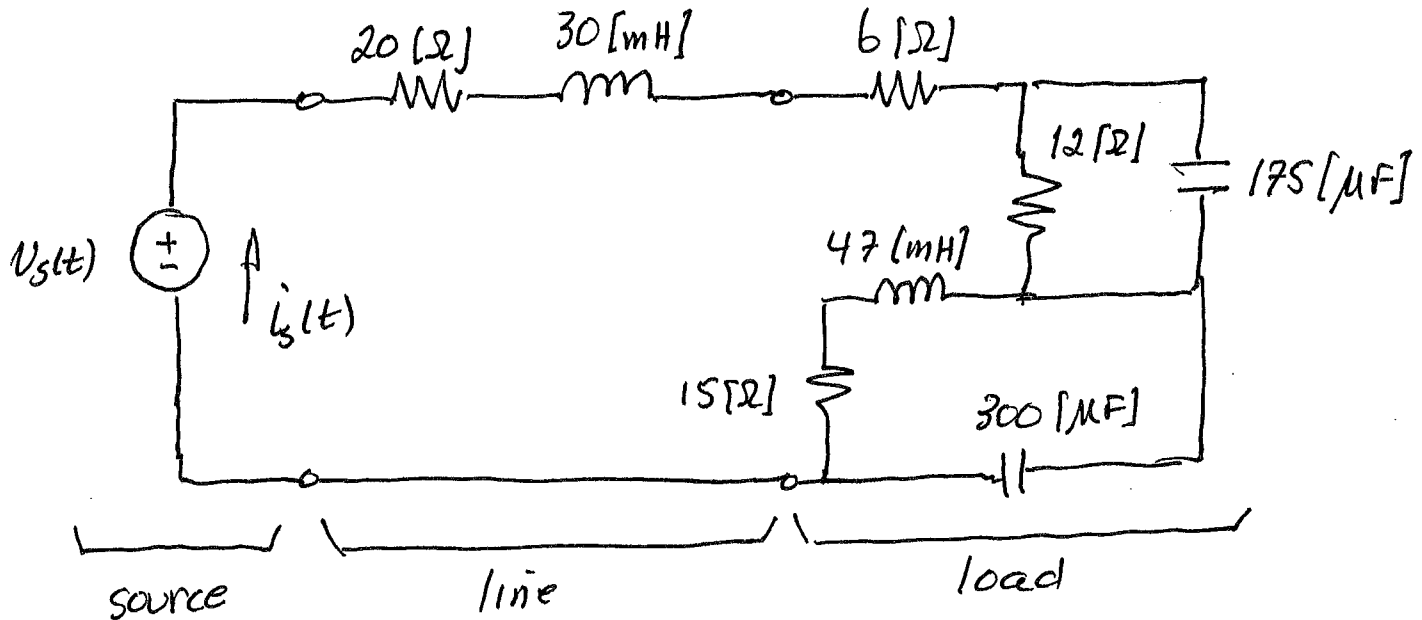 20 [Ω]
30 [mH]
6 [Ω]
12 [Ω]
175 [μF]
47 [mH]
vs(t)
+
-
is(t)
15 [Ω]
300 [μF]
source
line
load